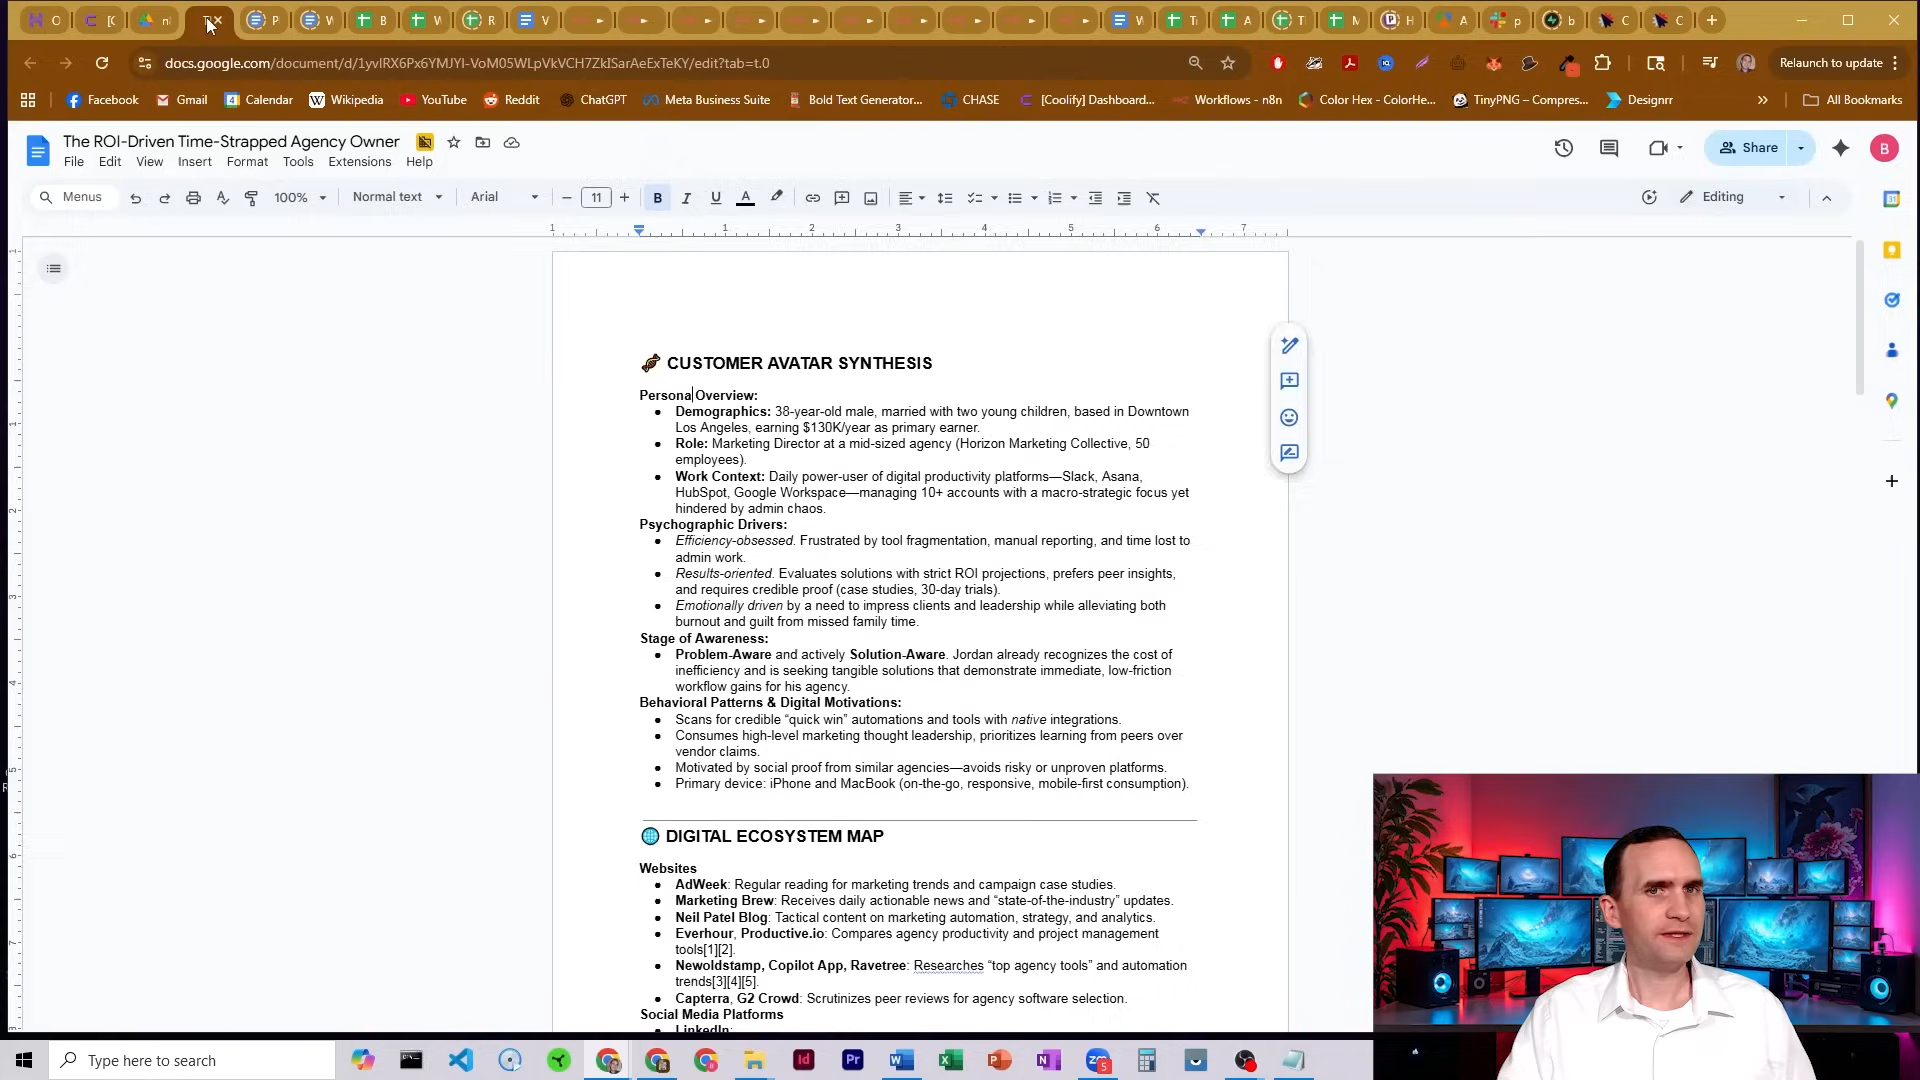 docs.google.com/document/d/1yvIRX6Px6YMJYI-VoM05WLpVkVCH7ZkISarAeExTeKY/edit?tab=t.0
Relaunch to update
Facebook
Gmail
Calendar
Wikipedia
YouTube
Reddit
ChatGPT
Meta Business Suite
Bold Text Generator...
CHASE
[Coolify] Dashboard...
Workflows - n8n
Color Hex - ColorHe...
TinyPNG – Compres...
Designrr
All Bookmarks
The ROI-Driven Time-Strapped Agency Owner
File Edit View Insert Format Tools Extensions Help
Share
B
Menus
100%
Normal text
Arial
11
Editing
1 1 2 3 4 5 6 7
CUSTOMER AVATAR SYNTHESIS
Persona Overview:
● Demographics: 38-year-old male, married with two young children, based in Downtown
Los Angeles, earning $130K/year as primary earner.
● Role: Marketing Director at a mid-sized agency (Horizon Marketing Collective, 50
employees).
● Work Context: Daily power-user of digital productivity platforms—Slack, Asana,
HubSpot, Google Workspace—managing 10+ accounts with a macro-strategic focus yet
hindered by admin chaos.
Psychographic Drivers:
● Efficiency-obsessed. Frustrated by tool fragmentation, manual reporting, and time lost to
admin work.
● Results-oriented. Evaluates solutions with strict ROI projections, prefers peer insights,
and requires credible proof (case studies, 30-day trials).
● Emotionally driven by a need to impress clients and leadership while alleviating both
burnout and guilt from missed family time.
Stage of Awareness:
● Problem-Aware and actively Solution-Aware. Jordan already recognizes the cost of
inefficiency and is seeking tangible solutions that demonstrate immediate, low-friction
workflow gains for his agency.
Behavioral Patterns & Digital Motivations:
● Scans for credible “quick win” automations and tools with native integrations.
● Consumes high-level marketing thought leadership, prioritizes learning from peers over
vendor claims.
● Motivated by social proof from similar agencies—avoids risky or unproven platforms.
● Primary device: iPhone and MacBook (on-the-go, responsive, mobile-first consumption).
DIGITAL ECOSYSTEM MAP
Websites
● AdWeek: Regular reading for marketing trends and campaign case studies.
● Marketing Brew: Receives daily actionable news and “state-of-the-industry” updates.
● Neil Patel Blog: Tactical content on marketing automation, strategy, and analytics.
● Everhour, Productive.io: Compares agency productivity and project management
tools[1][2].
● Newoldstamp, Copilot App, Ravetree: Researches “top agency tools” and automation
trends[3][4][5].
● Capterra, G2 Crowd: Scrutinizes peer reviews for agency software selection.
Social Media Platforms
● LinkedIn:
Type here to search